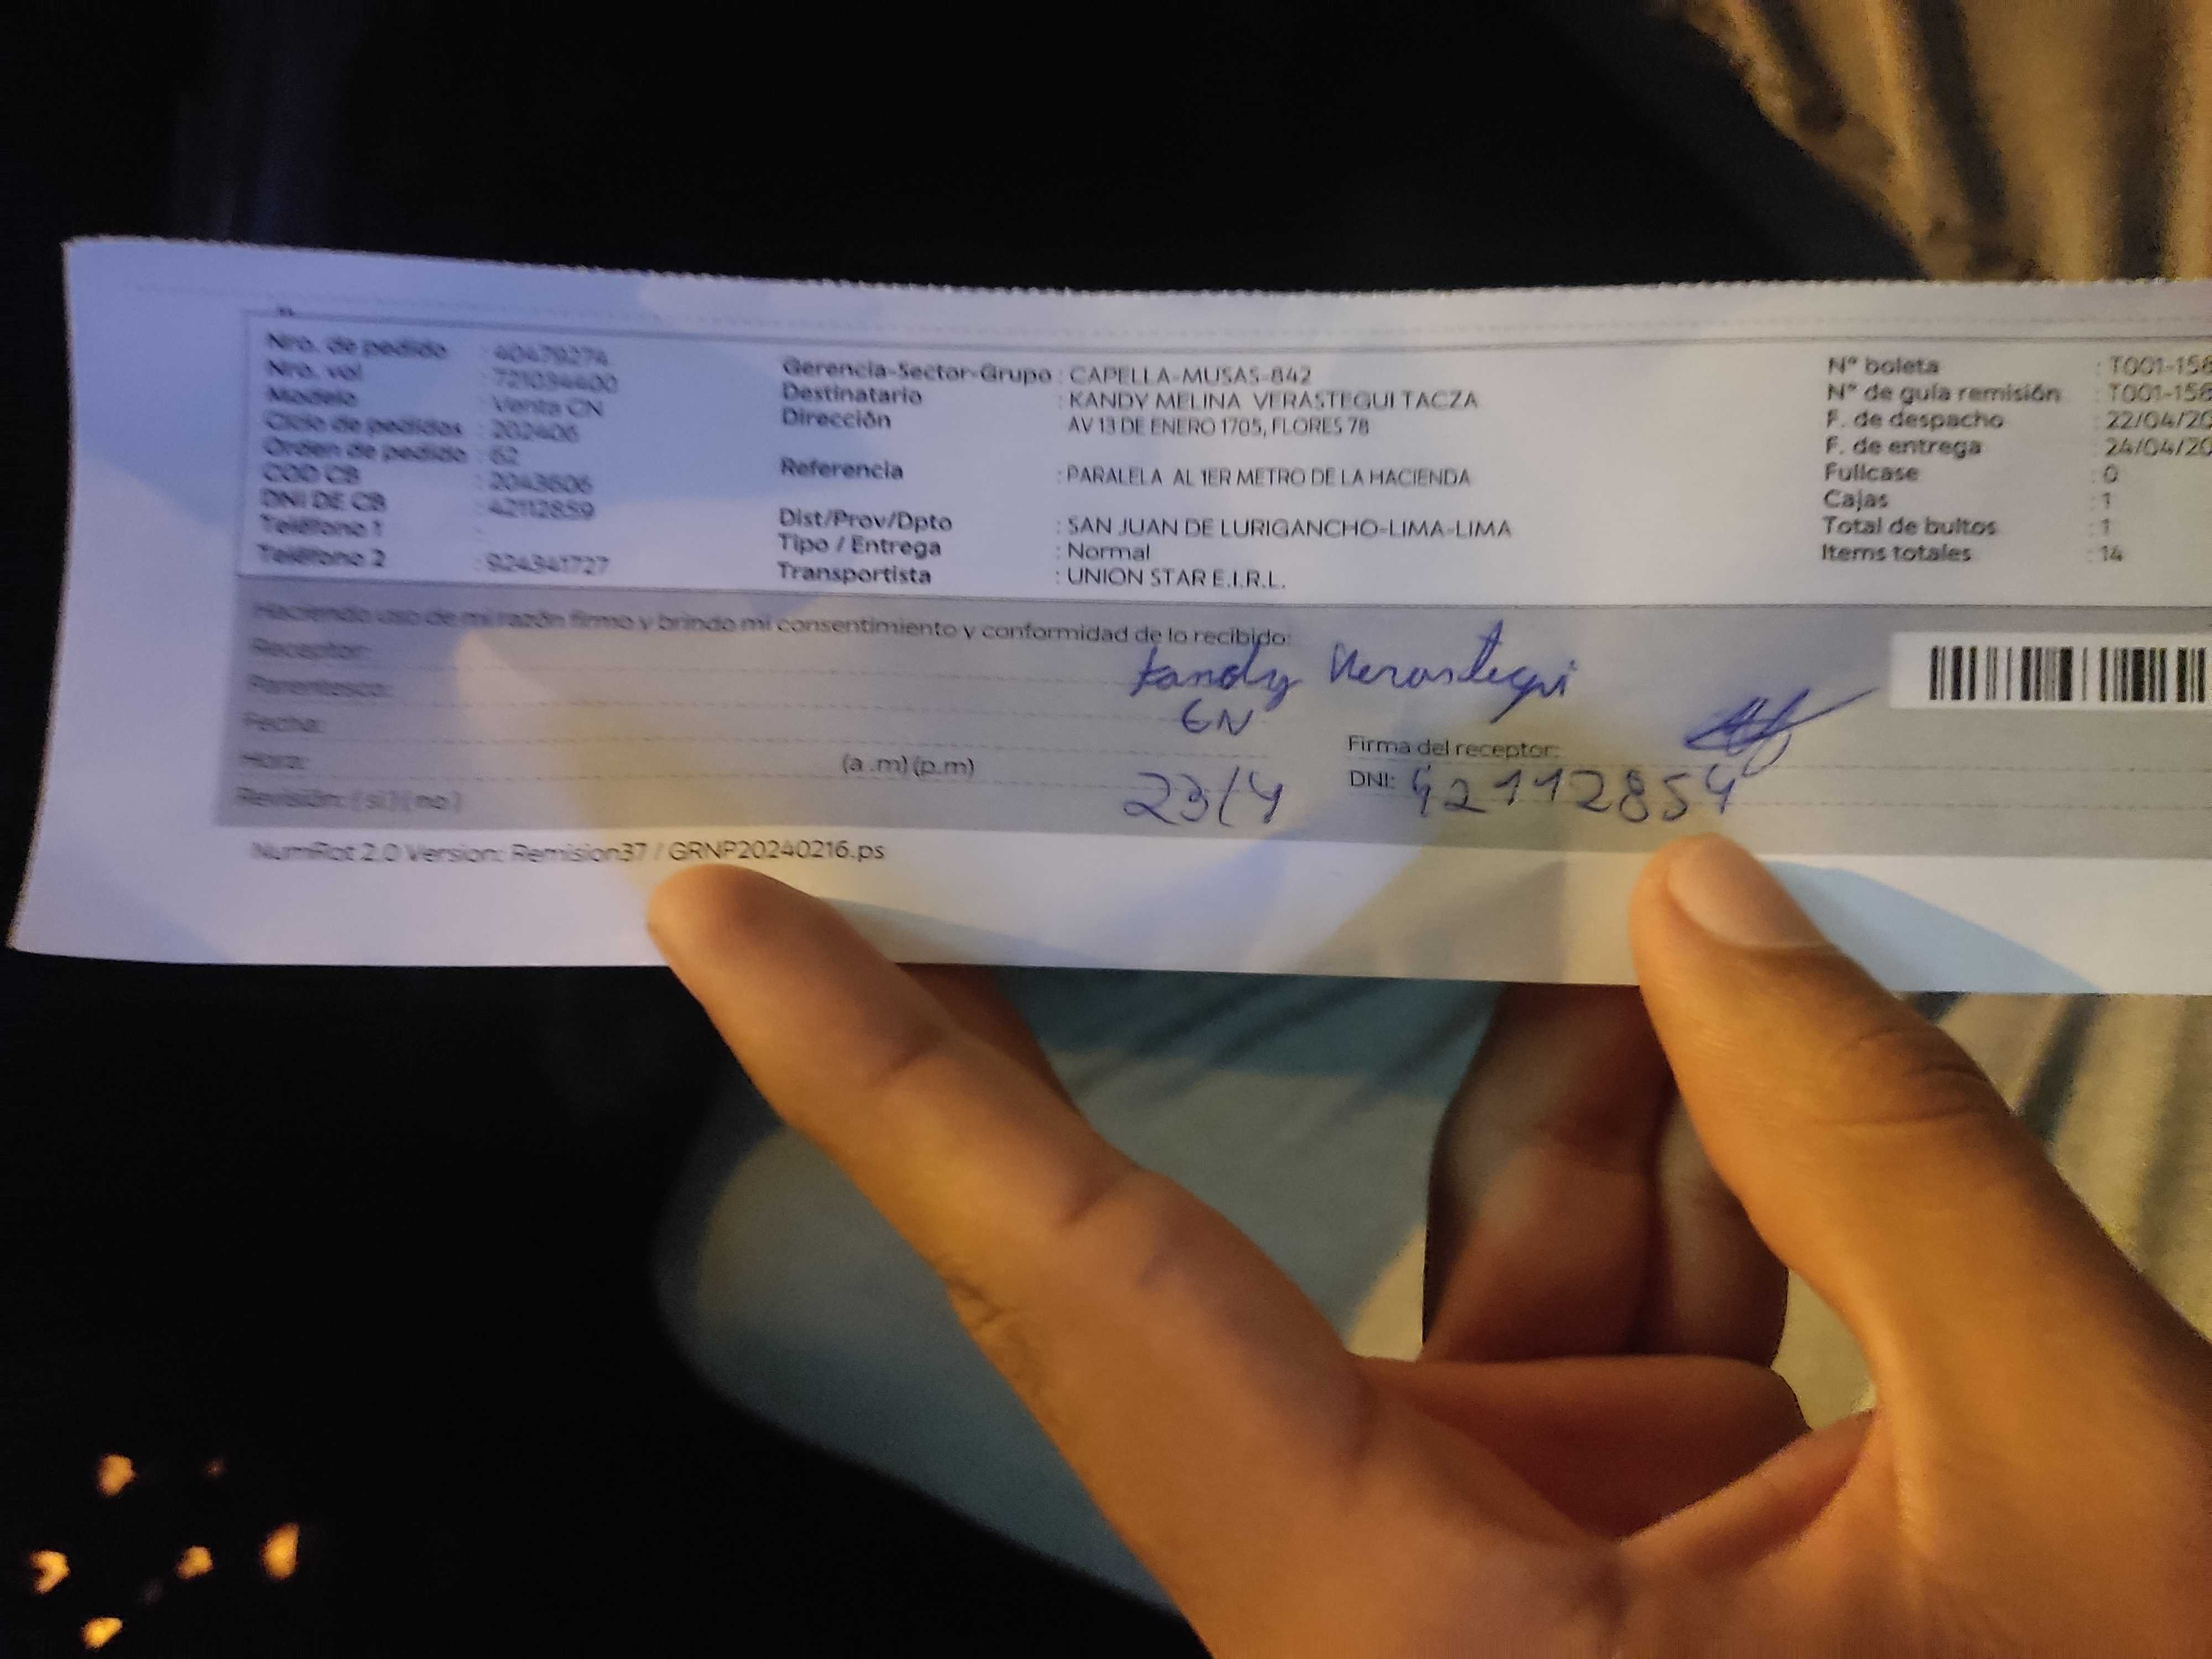 Nro. de pedido : 40479274
Nro. vol : 721034400
Modelo : Venta CN
Ciclo de pedidos : 202406
Orden de pedido : 62
COD CB : 2043606
DNI DE CB : 42112859
Teléfono 1 :
Teléfono 2 : 924341727
Gerencia-Sector-Grupo : CAPELLA-MUSAS-842
Destinatario : KANDY MELINA VERASTEGUI TACZA
Dirección AV 13 DE ENERO 1705, FLORES 78
Referencia : PARALELA AL 1ER METRO DE LA HACIENDA
Dist/Prov/Dpto : SAN JUAN DE LURIGANCHO-LIMA-LIMA
Tipo / Entrega : Normal
Transportista : UNION STAR E.I.R.L.
N° boleta : T001-158
N° de guía remisión : T001-158
F. de despacho : 22/04/20
F. de entrega : 24/04/20
Fullcase : 0
Cajas : 1
Total de bultos : 1
Items totales : 14
Haciendo uso de mi razón firmo y brindo mi consentimiento y conformidad de lo recibido:
Receptor: Kandy Verastegui
Parentesco: CN
Fecha:
Hora: (a .m) (p.m) 23/4
Revisión: ( si ) ( no )
Firma del receptor:
DNI: 42112854
NumRot 2.0 Version: Remision37 / GRNP20240216.ps